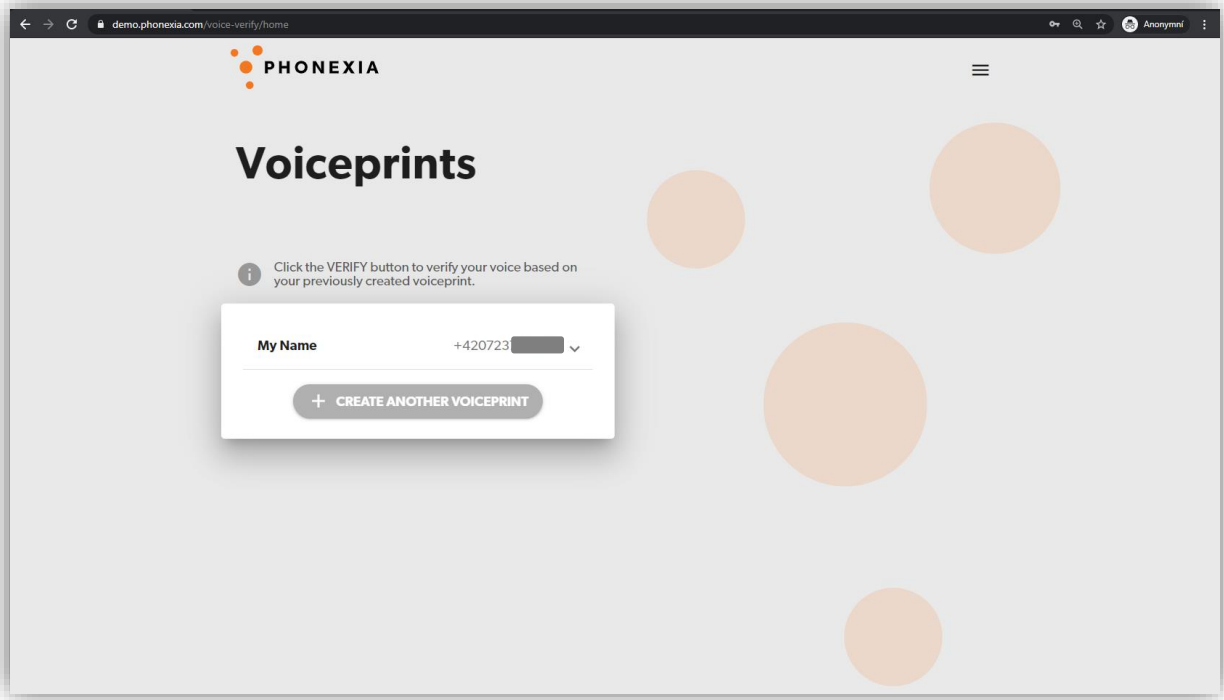 demo.phonexia.com/voice-verify/home
Anonymní
PHONEXIA
Voiceprints
Click the VERIFY button to verify your voice based on
your previously created voiceprint.
My Name +420723
CREATE ANOTHER VOICEPRINT